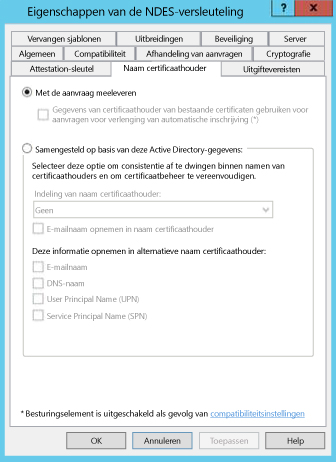 Eigenschappen van de NDES-versleuteling
?
x
Vervangen sjablonen
Uitbreidingen
Beveiliging
Server
Algemeen
Compatibiliteit
Afhandeling van aanvragen
Cryptografie
Attestation-sleutel
Naam certificaathouder
Uitgiftevereisten
Met de aanvraag meeleveren
Gegevens van certificaathouder van bestaande certificaten gebruiken voor
aanvragen voor verlenging van automatische inschrijving (*)
Samengesteld op basis van deze Active Directory-gegevens:
Selecteer deze optie om consistentie af te dwingen binnen namen van
certificaathouders en om certificaatbeheer te vereenvoudigen.
Indeling van naam certificaathouder:
Geen
E-mailnaam opnemen in naam certificaathouder
Deze informatie opnemen in alternatieve naam certificaathouder:
E-mailnaam
DNS-naam
User Principal Name (UPN)
Service Principal Name (SPN)
* Besturingselement is uitgeschakeld als gevolg van compatibiliteitsinstellingen
OK
Annuleren
Toepassen
Help